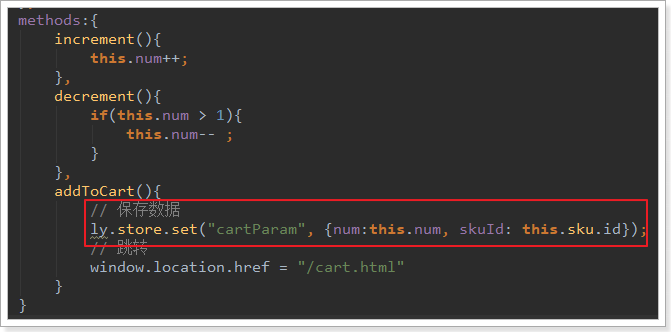 methods:{
increment(){
this.num++;
},
decrement(){
if(this.num > 1){
this.num-- ;
}
},
addToCart(){
// 保存数据
ly.store.set("cartParam", {num:this.num, skuId: this.sku.id});
// 跳转
window.location.href = "/cart.html"
}
}